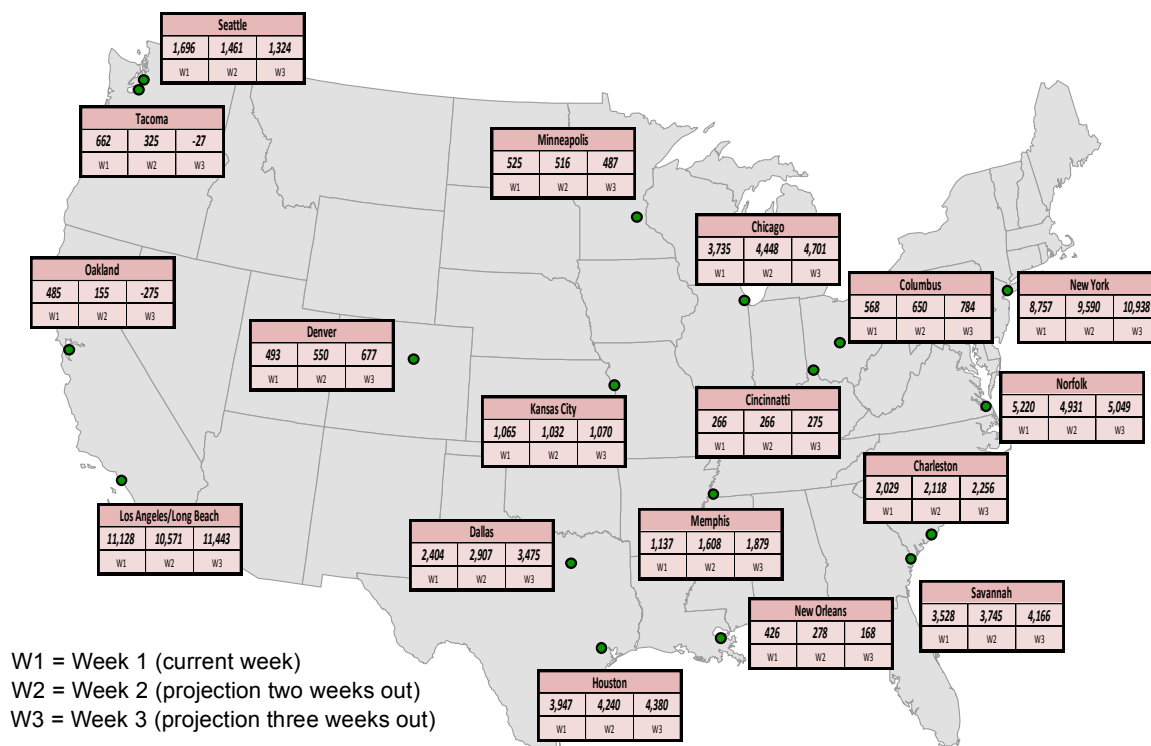 Seattle
1,696 1,461 1,324
W1 W2 W3
Tacoma
662 325 -27
W1 W2 W3
Minneapolis
525 516 487
W1 W2 W3
Chicago
3,735 4,448 4,701
W1 W2 W3
Oakland
485 155 -275
W1 W2 W3
Columbus
568 650 784
W1 W2 W3
New York
8,757 9,590 10,938
W1 W2 W3
Denver
493 550 677
W1 W2 W3
Norfolk
5,220 4,931 5,049
W1 W2 W3
Kansas City
1,065 1,032 1,070
W1 W2 W3
Cincinnatti
266 266 275
W1 W2 W3
Charleston
2,029 2,118 2,256
W1 W2 W3
Los Angeles/Long Beach
11,128 10,571 11,443
W1 W2 W3
Dallas
2,404 2,907 3,475
W1 W2 W3
Memphis
1,137 1,608 1,879
W1 W2 W3
Savannah
3,528 3,745 4,166
W1 W2 W3
New Orleans
426 278 168
W1 W2 W3
Houston
3,947 4,240 4,380
W1 W2 W3
W1 = Week 1 (current week)
W2 = Week 2 (projection two weeks out)
W3 = Week 3 (projection three weeks out)